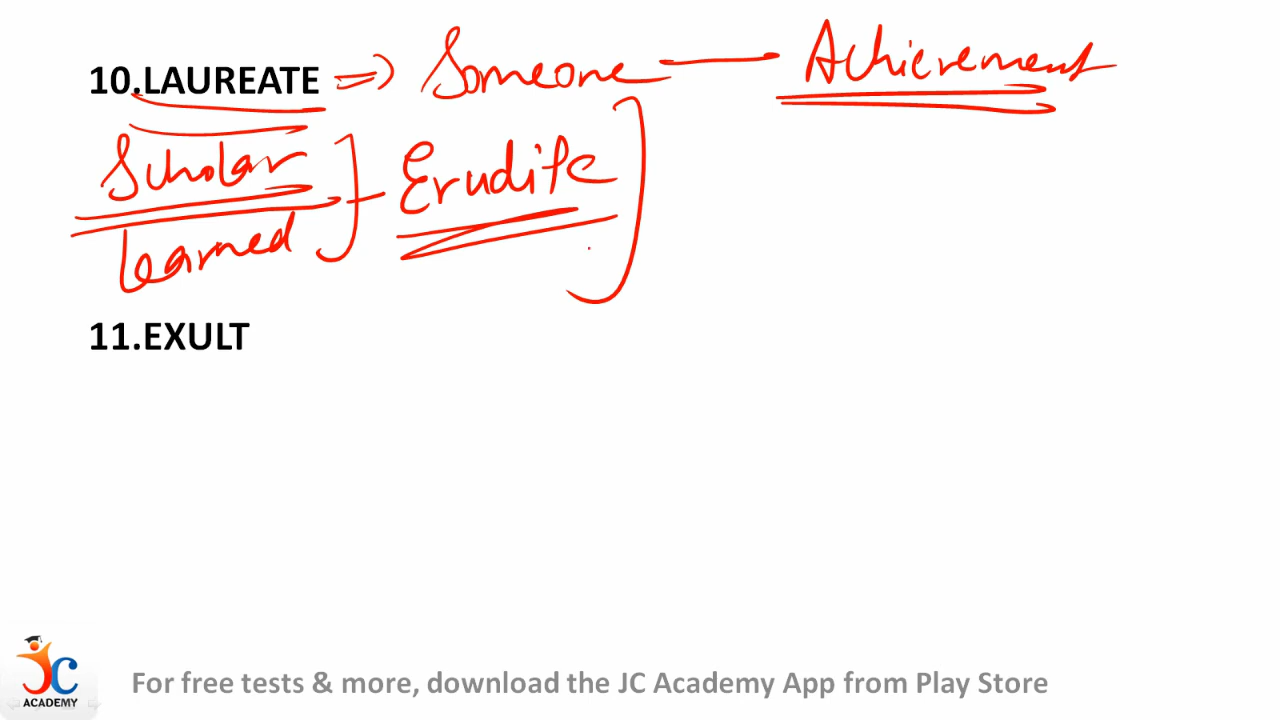 10.LAUREATE => Someone — Achievement
Scholar
learned
Erudite
11.EXULT
JC
ACADEMY
For free tests & more, download the JC Academy App from Play Store